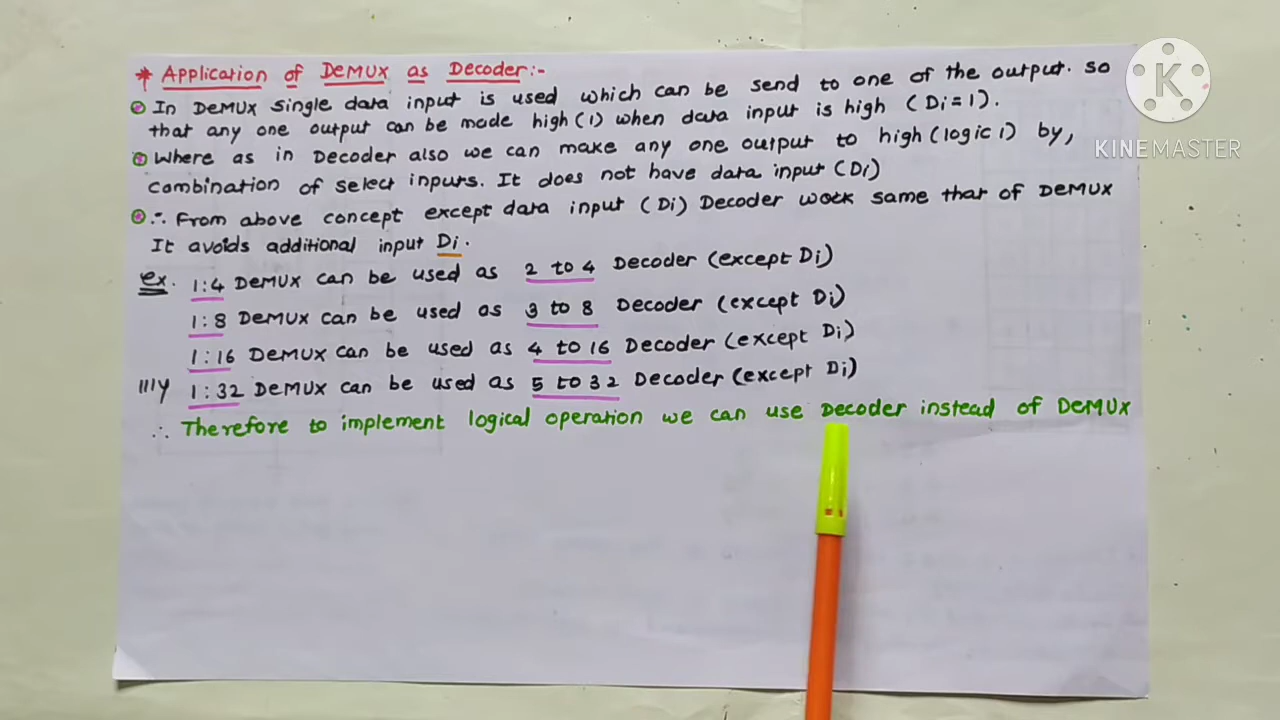 * Application of DeMUX as Decoder:-
In DeMUX single data input is used which can be send to one of the output. so
that any one output can be made high (1) when data input is high (Di=1).
Where as in Decoder also we can make any one output to high (logic 1) by,
combination of select inputs. It does not have data input (Di)
∴ From above concept except data input (Di) Decoder work same that of DEMUX
It avoids additional input Di.
ex. 1:4 DEMUX can be used as 2 to 4 Decoder (except Di)
1:8 DEMUX can be used as 3 to 8 Decoder (except Di)
1:16 DEMUX can be used as 4 to 16 Decoder (except Di)
111y 1:32 DEMUX can be used as 5 to 32 Decoder (except Di)
∴ Therefore to implement logical operation we can use Decoder instead of DeMUX
K
KINEMASTER